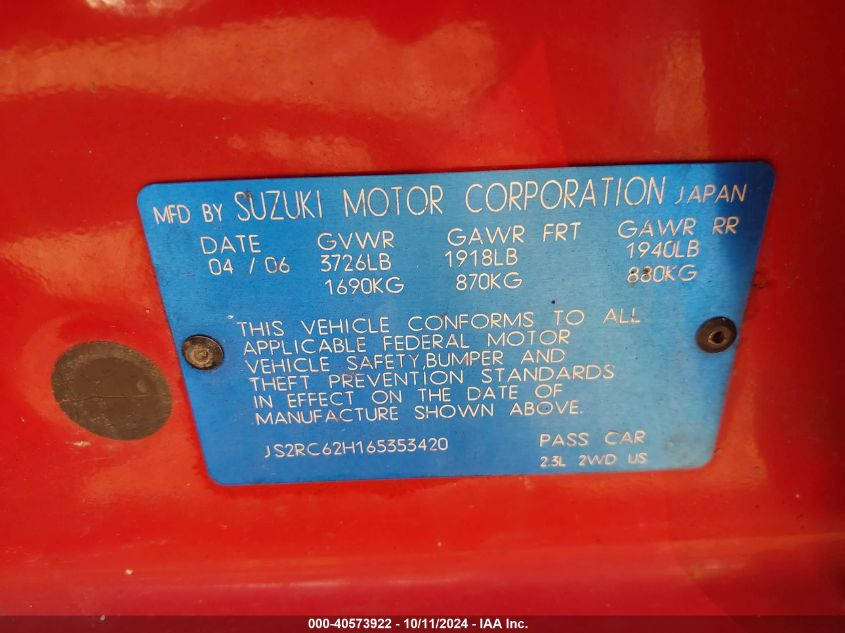 MFD BY SUZUKI MOTOR CORPORATION JAPAN
DATE GVWR GAWR FRT GAWR RR
04 / 06 3726LB 1918LB 1940LB
1690KG 870KG 880KG
THIS VEHICLE CONFORMS TO ALL
APPLICABLE FEDERAL MOTOR
VEHICLE SAFETY,BUMPER AND
THEFT PREVENTION STANDARDS
IN EFFECT ON THE DATE OF
MANUFACTURE SHOWN ABOVE.
JS2RC62H165353420 PASS CAR
2.3L 2WD US
000-40573922 - 10/11/2024 - IAA Inc.